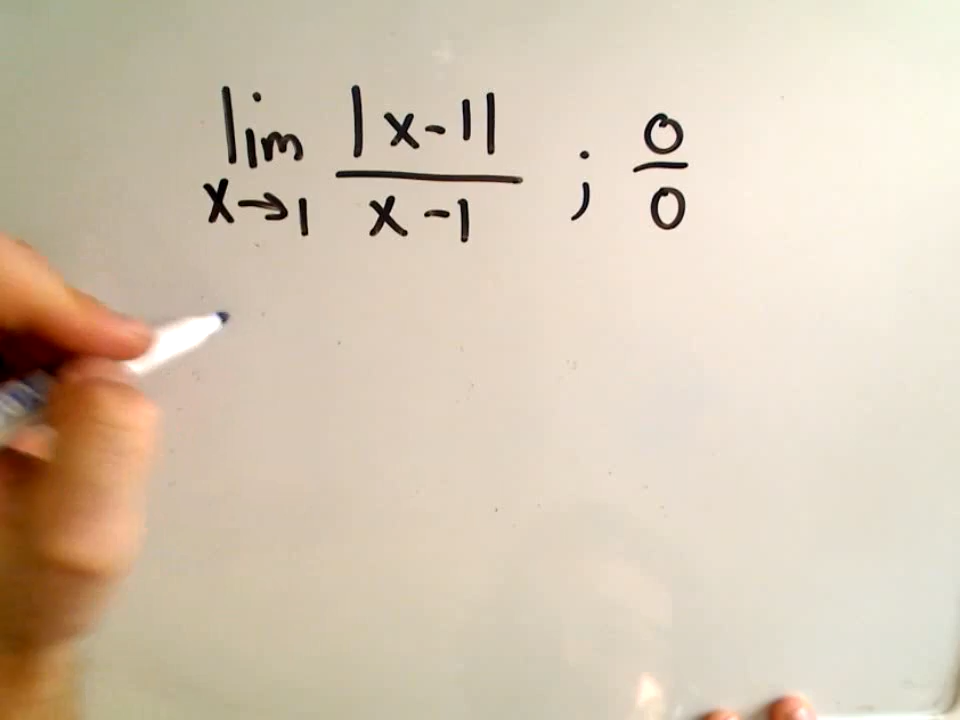 lim |x-1| ; 0
x→1 x-1 0